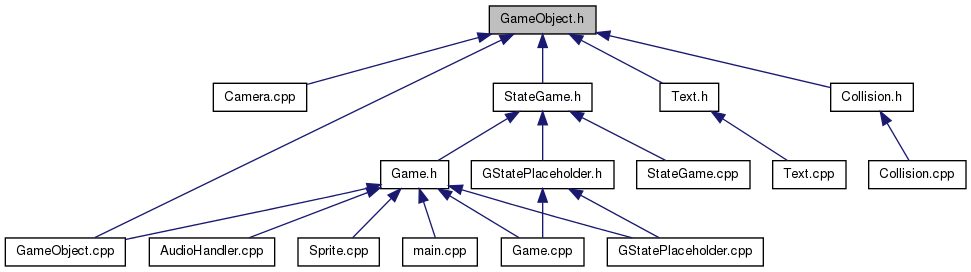 GameObject.h
Camera.cpp
StateGame.h
Text.h
Collision.h
Game.h
GStatePlaceholder.h
StateGame.cpp
Text.cpp
Collision.cpp
GameObject.cpp
AudioHandler.cpp
Sprite.cpp
main.cpp
Game.cpp
GStatePlaceholder.cpp